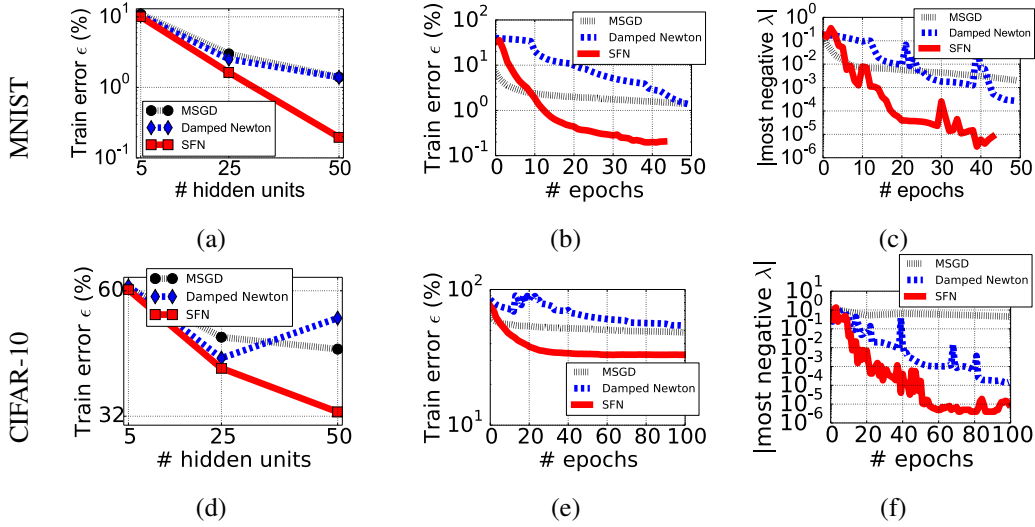 MNIST
Train error ϵ (%)
10^1
10^0
10^-1
5 25 50
# hidden units
MSGD
Damped Newton
SFN
(a)
Train error ϵ (%)
10^2
10^1
10^0
10^-1
0 10 20 30 40 50
# epochs
MSGD
Damped Newton
SFN
(b)
|most negative λ|
10^0
10^-1
10^-2
10^-3
10^-4
10^-5
10^-6
0 10 20 30 40 50
# epochs
MSGD
Damped Newton
SFN
(c)
CIFAR-10
Train error ϵ (%)
60
32
5 25 50
# hidden units
MSGD
Damped Newton
SFN
(d)
Train error ϵ (%)
10^2
10^1
0 20 40 60 80 100
# epochs
MSGD
Damped Newton
SFN
(e)
|most negative λ|
10^1
10^0
10^-1
10^-2
10^-3
10^-4
10^-5
10^-6
0 20 40 60 80 100
# epochs
MSGD
Damped Newton
SFN
(f)